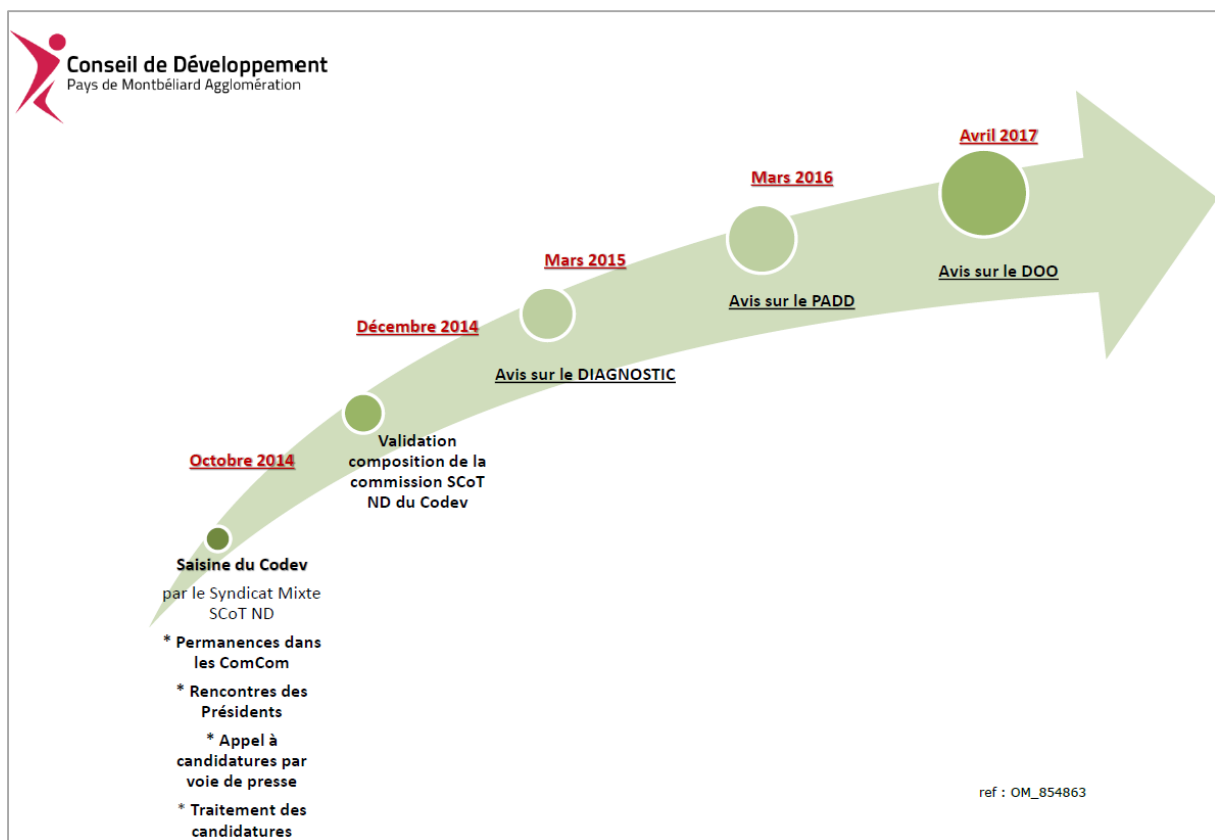 Conseil de Développement
Pays de Montbéliard Agglomération
Octobre 2014
Saisine du Codev
par le Syndicat Mixte
SCoT ND
* Permanences dans
les ComCom
* Rencontres des
Présidents
* Appel à
candidatures par
voie de presse
* Traitement des
candidatures
Décembre 2014
Validation
composition de la
commission SCoT
ND du Codev
Mars 2015
Avis sur le DIAGNOSTIC
Mars 2016
Avis sur le PADD
Avril 2017
Avis sur le DOO
ref : OM_854863